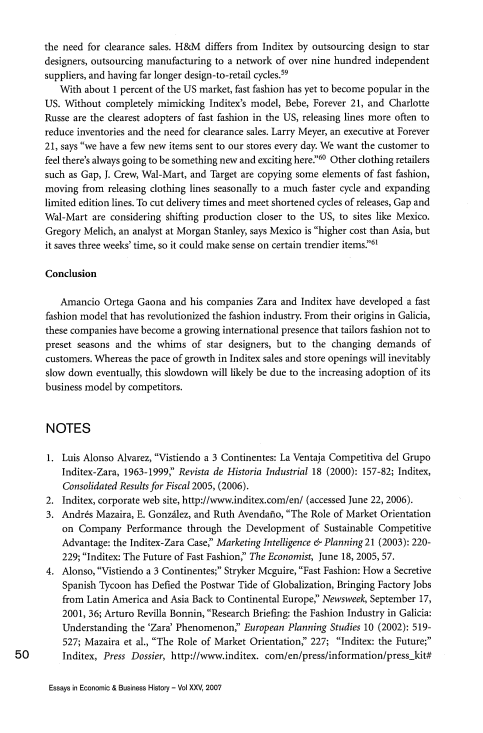 the need for clearance sales. H&M differs from Inditex by outsourcing design to star
designers, outsourcing manufacturing to a network of over nine hundred independent
suppliers, and having far longer design-to-retail cycles.59
With about 1 percent of the US market, fast fashion has yet to become popular in the
US. Without completely mimicking Inditex's model, Bebe, Forever 21, and Charlotte
Russe are the clearest adopters of fast fashion in the US, releasing lines more often to
reduce inventories and the need for clearance sales. Larry Meyer, an executive at Forever
21, says "we have a few new items sent to our stores every day. We want the customer to
feel there's always going to be something new and exciting here."60 Other clothing retailers
such as Gap, J. Crew, Wal-Mart, and Target are copying some elements of fast fashion,
moving from releasing clothing lines seasonally to a much faster cycle and expanding
limited edition lines. To cut delivery times and meet shortened cycles of releases, Gap and
Wal-Mart are considering shifting production closer to the US, to sites like Mexico.
Gregory Melich, an analyst at Morgan Stanley, says Mexico is "higher cost than Asia, but
it saves three weeks' time, so it could make sense on certain trendier items."61
Conclusion
Amancio Ortega Gaona and his companies Zara and Inditex have developed a fast
fashion model that has revolutionized the fashion industry. From their origins in Galicia,
these companies have become a growing international presence that tailors fashion not to
preset seasons and the whims of star designers, but to the changing demands of
customers. Whereas the pace of growth in Inditex sales and store openings will inevitably
slow down eventually, this slowdown will likely be due to the increasing adoption of its
business model by competitors.
NOTES
1. Luis Alonso Alvarez, "Vistiendo a 3 Continentes: La Ventaja Competitiva del Grupo
Inditex-Zara, 1963-1999," Revista de Historia Industrial 18 (2000): 157-82; Inditex,
Consolidated Results for Fiscal 2005, (2006).
2. Inditex, corporate web site, http://www.inditex.com/en/ (accessed June 22, 2006).
3. Andrés Mazaira, E. González, and Ruth Avendaño, "The Role of Market Orientation
on Company Performance through the Development of Sustainable Competitive
Advantage: the Inditex-Zara Case," Marketing Intelligence & Planning 21 (2003): 220-
229; "Inditex: The Future of Fast Fashion," The Economist, June 18, 2005, 57.
4. Alonso, "Vistiendo a 3 Continentes;" Stryker Mcguire, "Fast Fashion: How a Secretive
Spanish Tycoon has Defied the Postwar Tide of Globalization, Bringing Factory Jobs
from Latin America and Asia Back to Continental Europe," Newsweek, September 17,
2001, 36; Arturo Revilla Bonnin, "Research Briefing: the Fashion Industry in Galicia:
Understanding the 'Zara' Phenomenon," European Planning Studies 10 (2002): 519-
527; Mazaira et al., "The Role of Market Orientation," 227; "Inditex: the Future;"
50 Inditex, Press Dossier, http://www.inditex. com/en/press/information/press_kit#
Essays in Economic & Business History – Vol XXV, 2007